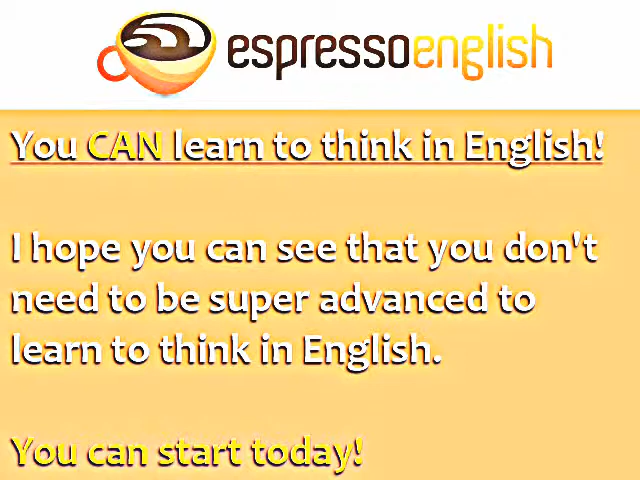 espressoenglish
You CAN learn to think in English!
I hope you can see that you don't
need to be super advanced to
learn to think in English.
You can start today!